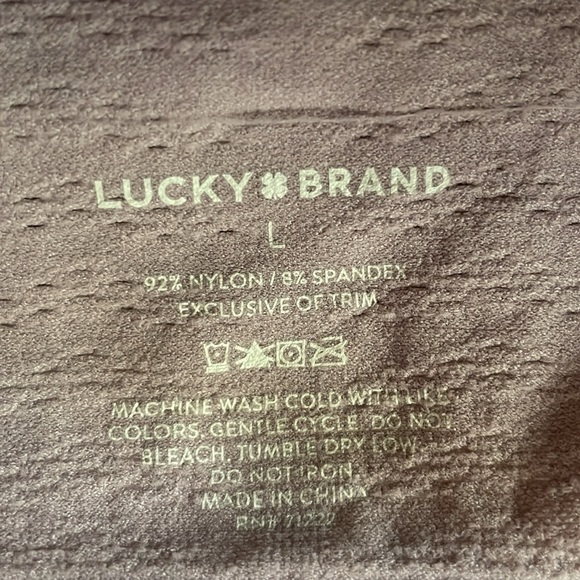 LUCKY BRAND
L
92% NYLON / 8% SPANDEX
EXCLUSIVE OF TRIM
MACHINE WASH COLD WITH LIKE
COLORS. GENTLE CYCLE. DO NOT
BLEACH. TUMBLE DRY LOW.
DO NOT IRON.
MADE IN CHINA
RN#